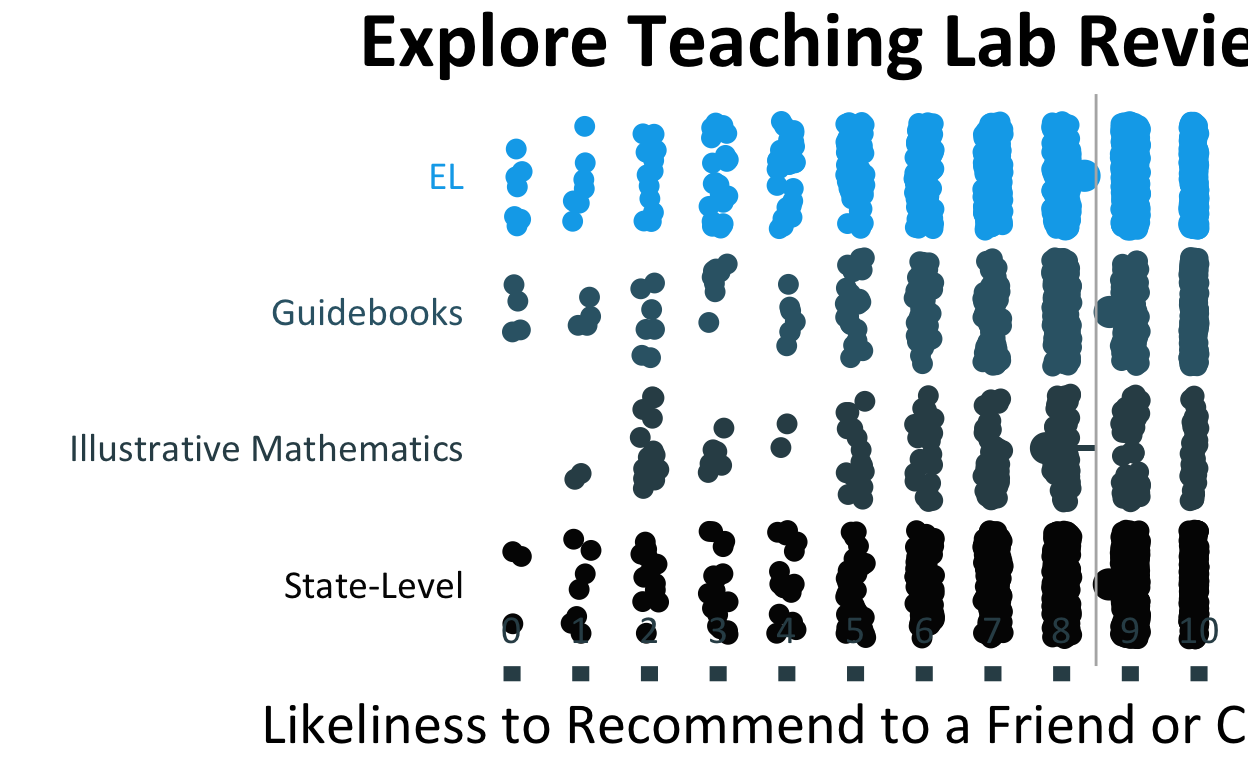 Explore Teaching Lab Revie
EL
Guidebooks
Illustrative Mathematics
State-Level
0 1 2 3 4 5 6 7 8 9 10
Likeliness to Recommend to a Friend or C